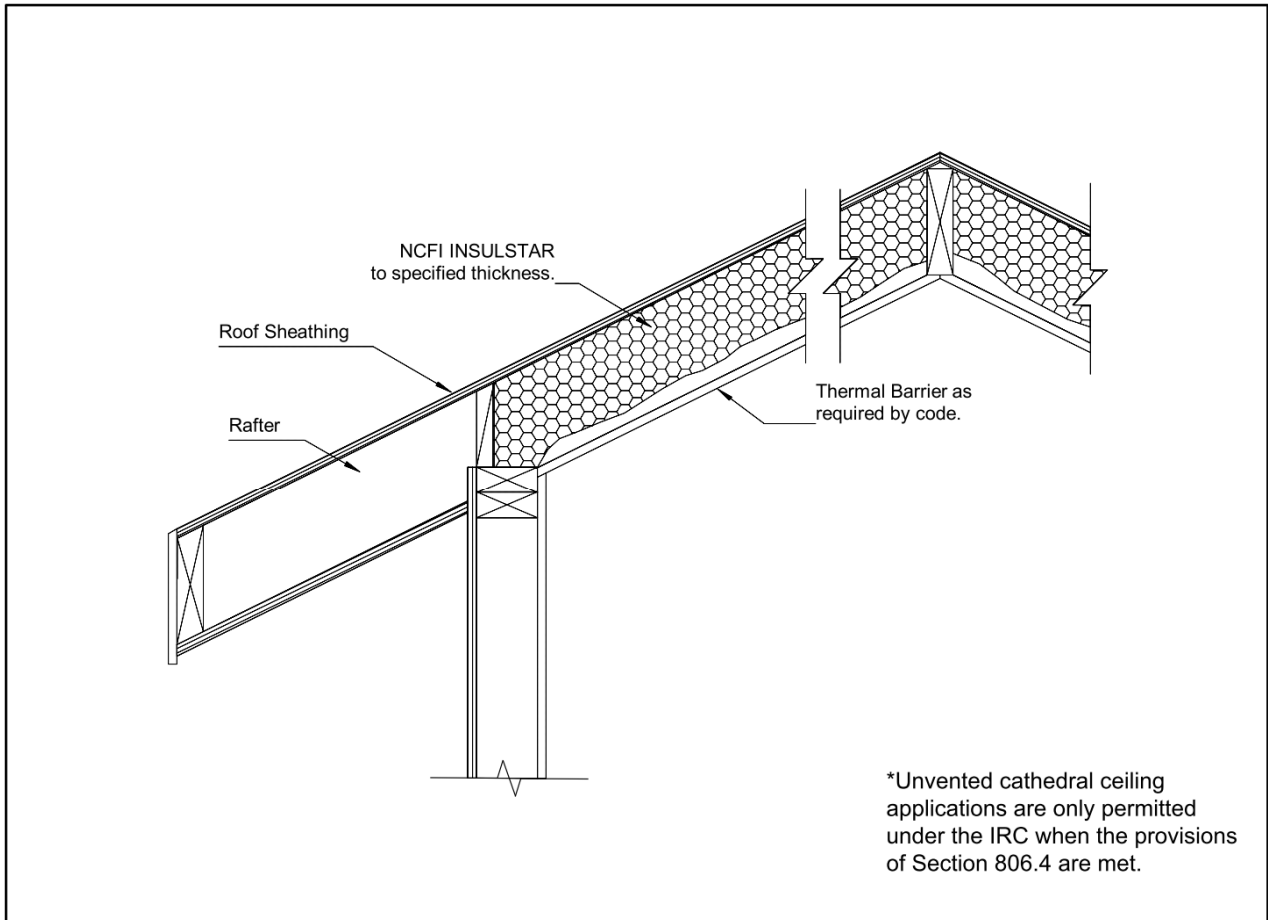 NCFI INSULSTAR
to specified thickness.
Roof Sheathing
Rafter
Thermal Barrier as
required by code.
*Unvented cathedral ceiling
applications are only permitted
under the IRC when the provisions
of Section 806.4 are met.